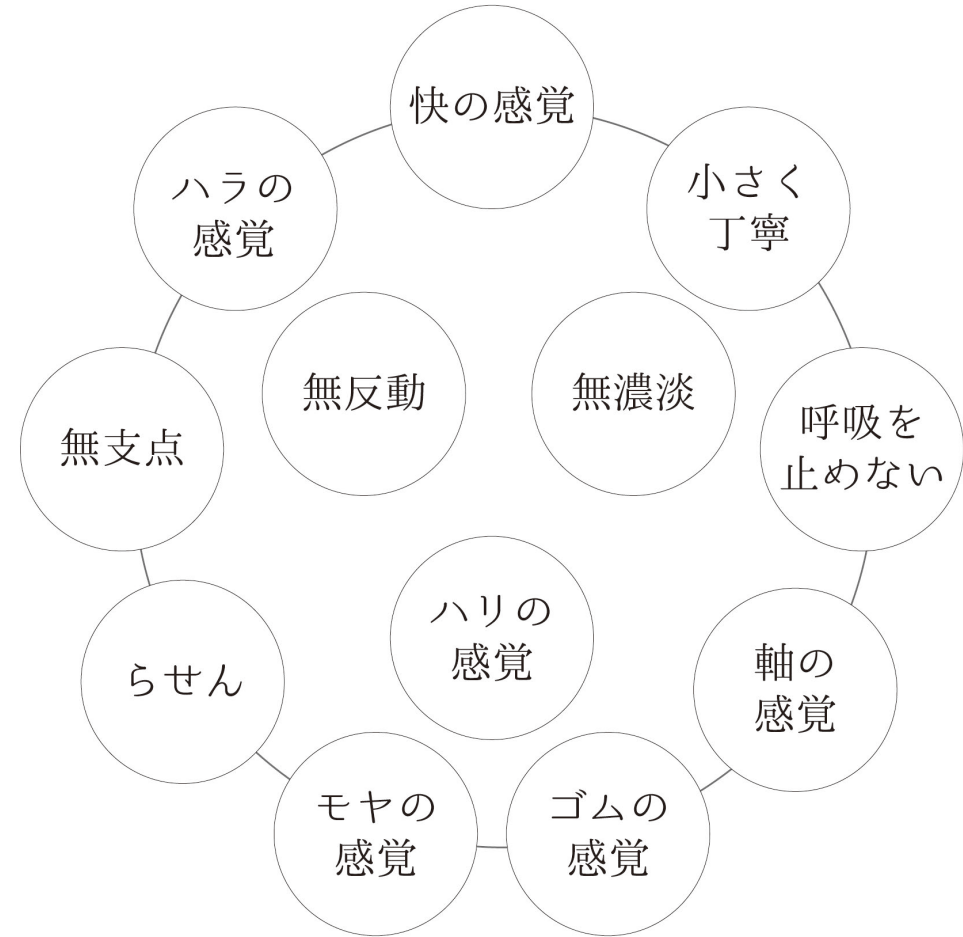 快の感覚
小さく
丁寧
呼吸を
止めない
軸の
感覚
ゴムの
感覚
モヤの
感覚
らせん
無支点
ハラの
感覚
無反動
無濃淡
ハリの
感覚